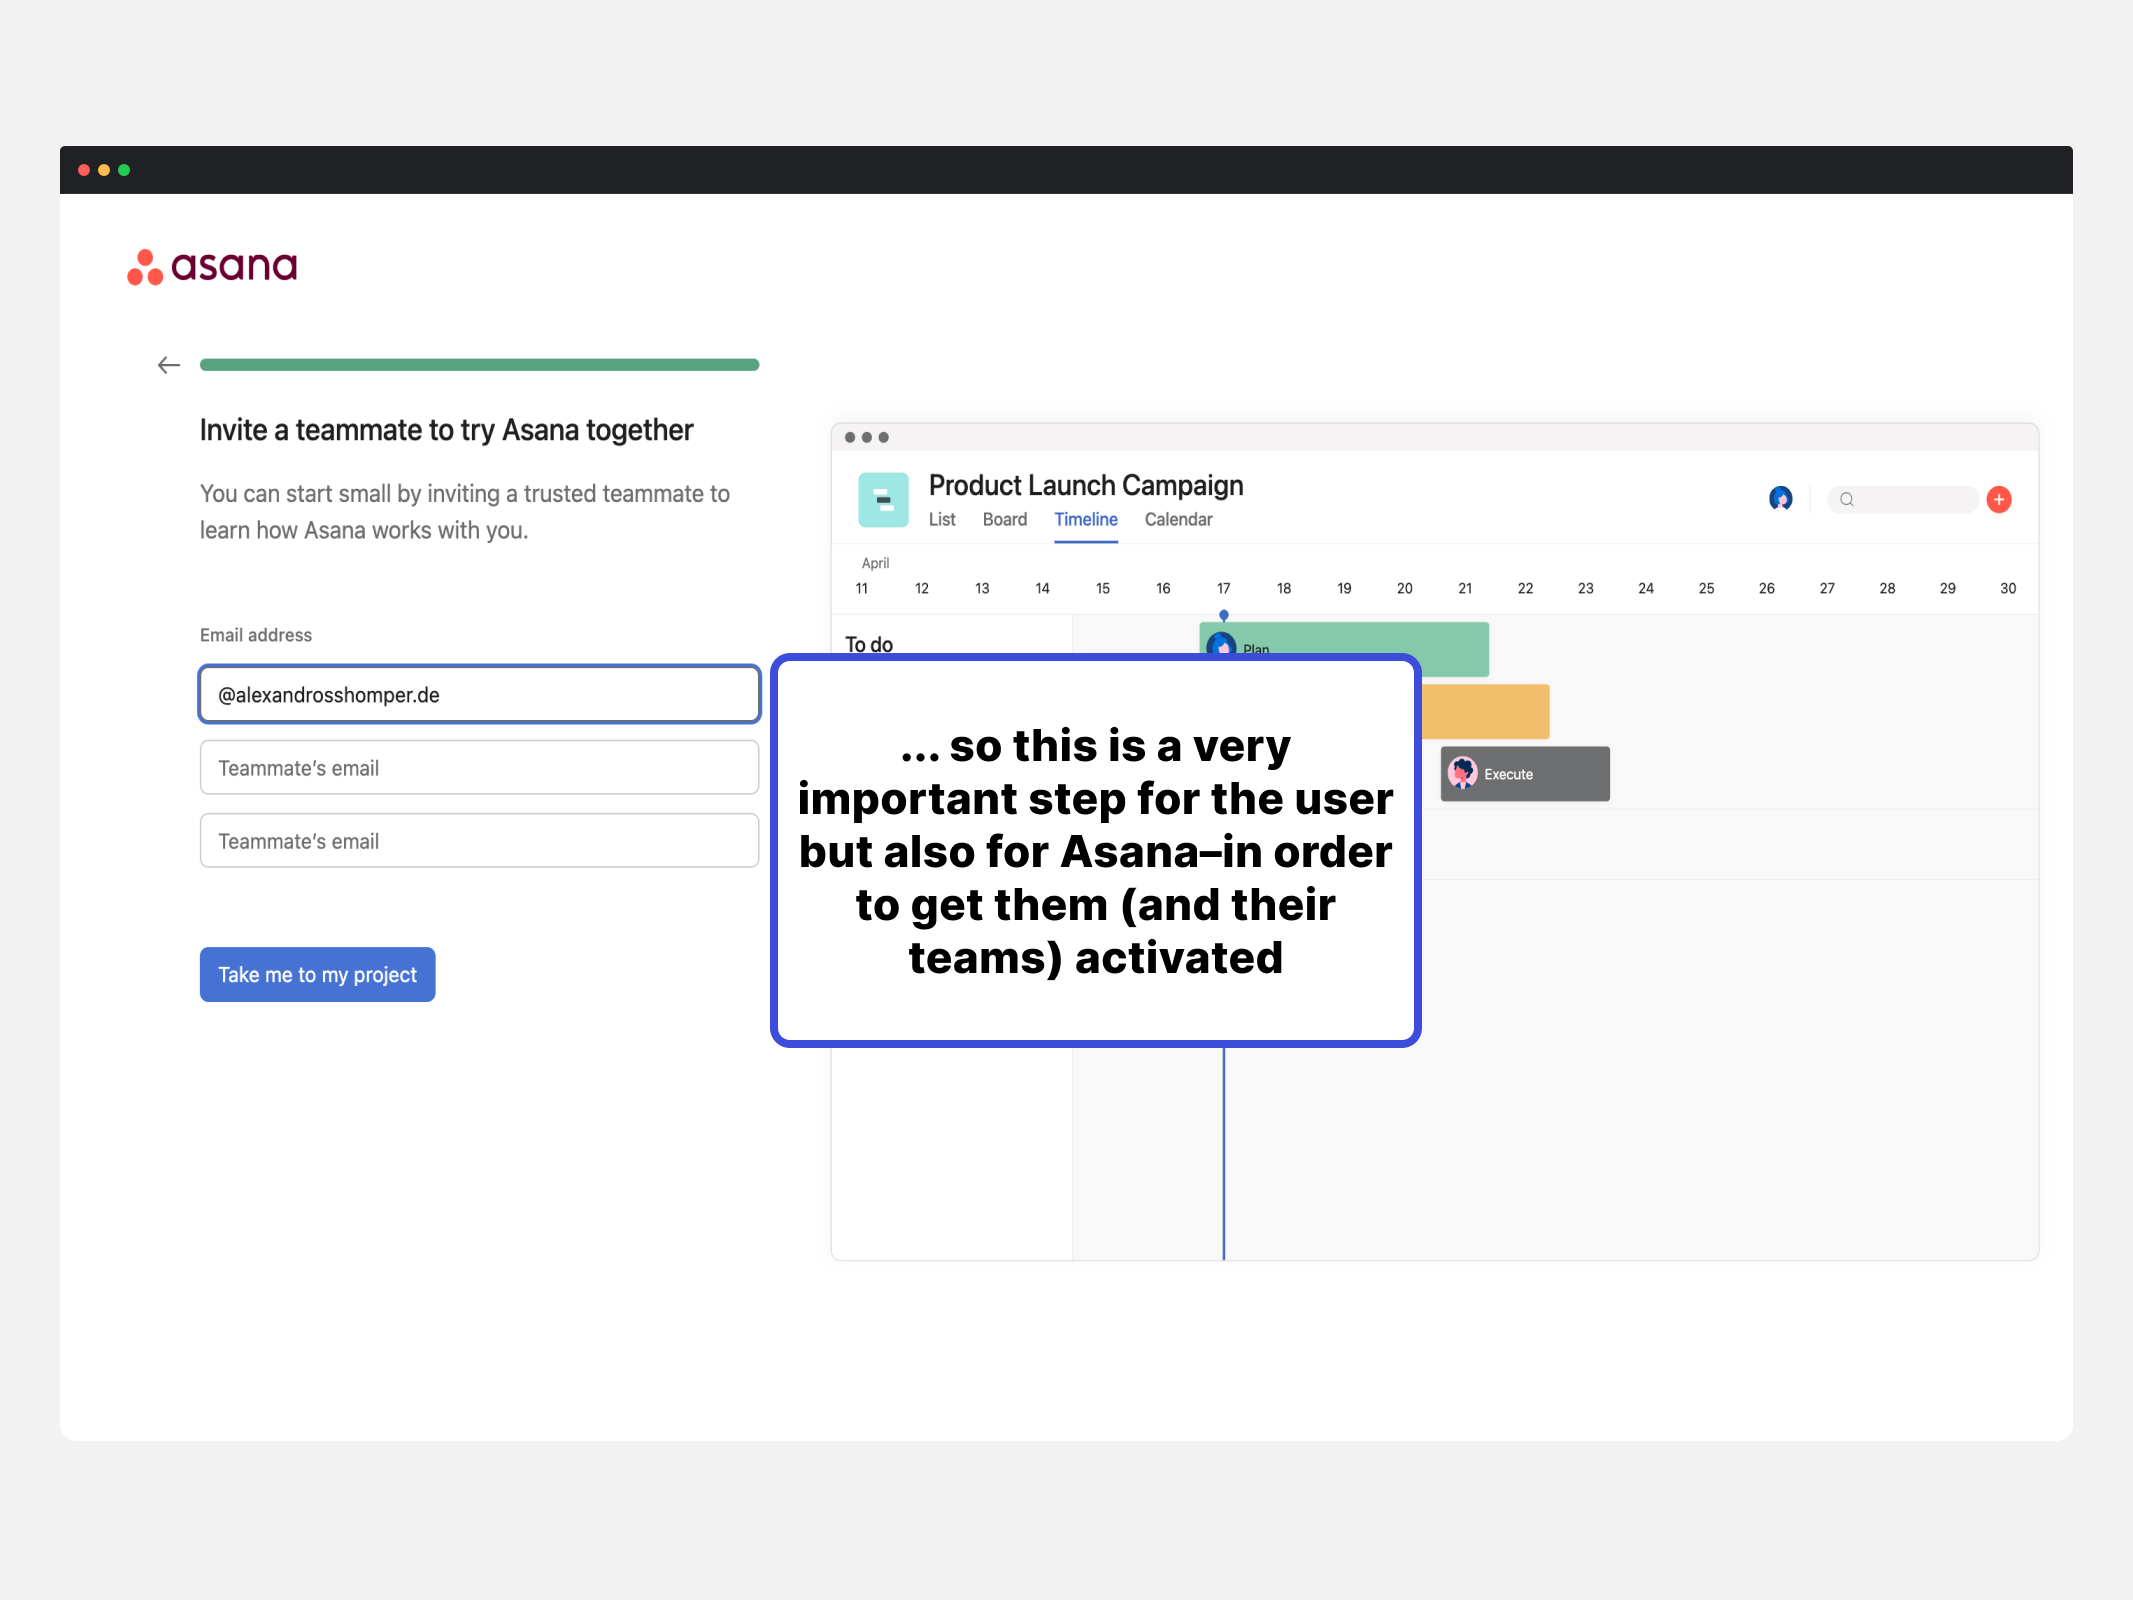 asana
Invite a teammate to try Asana together
You can start small by inviting a trusted teammate to
learn how Asana works with you.
Email address
@alexandrosshomper.de
Teammate’s email
Teammate’s email
Take me to my project
Product Launch Campaign
List Board Timeline Calendar
April
11 12 13 14 15 16 17 18 19 20 21 22 23 24 25 26 27 28 29 30
To do
Plan
Execute
... so this is a very
important step for the user
but also for Asana–in order
to get them (and their
teams) activated